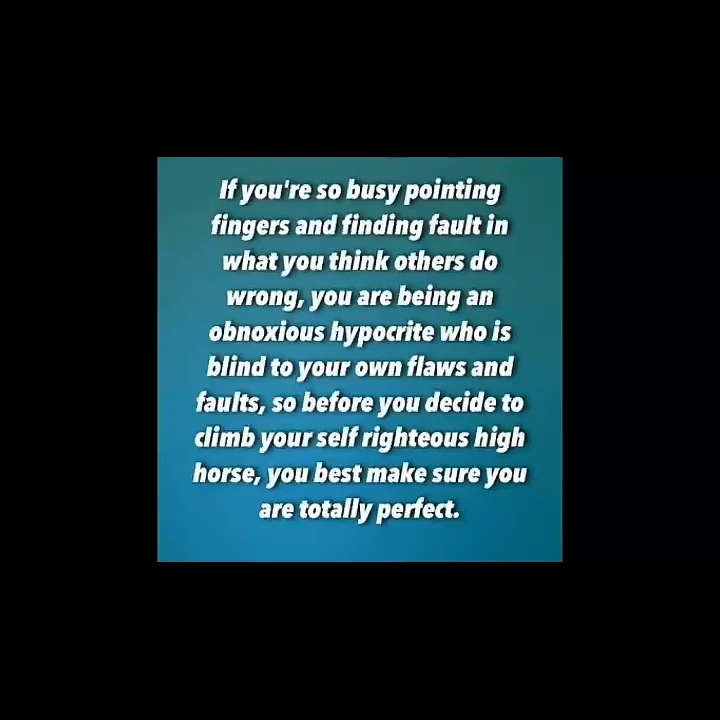 If you're so busy pointing
fingers and finding fault in
what you think others do
wrong, you are being an
obnoxious hypocrite who is
blind to your own flaws and
faults, so before you decide to
climb your self righteous high
horse, you best make sure you
are totally perfect.